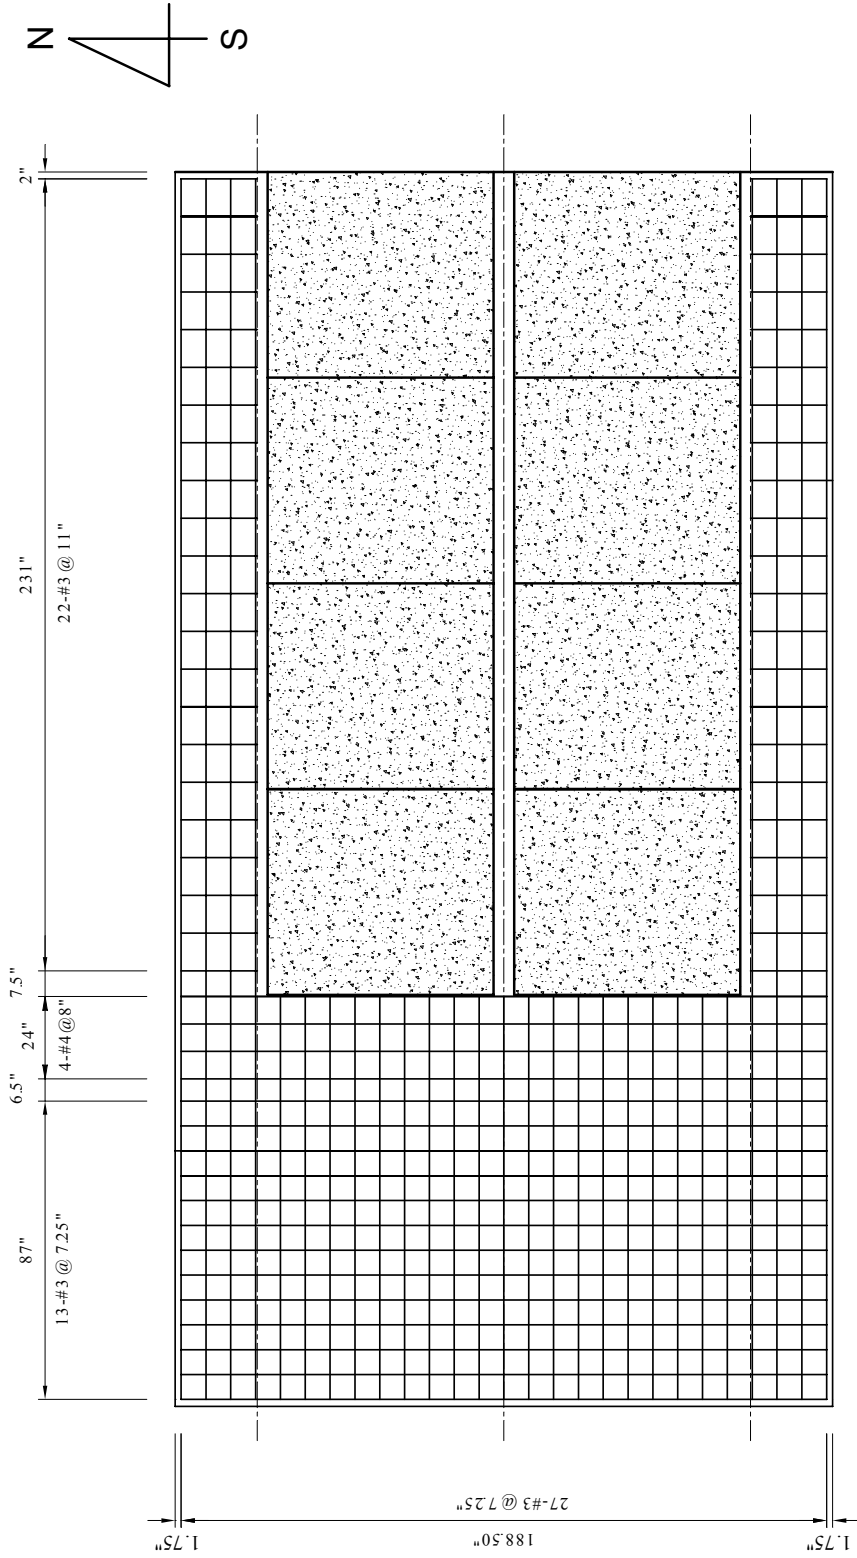 N
S
2"
231"
22-#3 @ 11"
7.5"
24"
4-#4@8"
6.5"
87"
13-#3 @ 7.25"
1.75"
27-#3 @ 7.25"
188.50"
1.75"